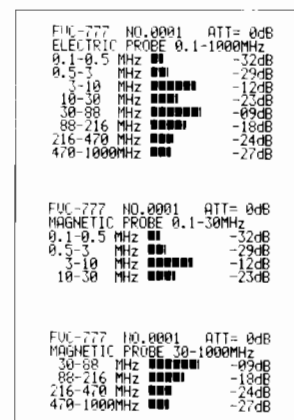 FVC-777 NO.0001 ATT= 0dB
ELECTRIC PROBE 0.1-1000MHz
0.1-0.5 MHz -32dB
0.5-3 MHz -29dB
3-10 MHz -12dB
10-30 MHz -23dB
30-88 MHz -09dB
88-216 MHz -18dB
216-470 MHz -24dB
470-1000MHz -27dB
FVC-777 NO.0001 ATT= 0dB
MAGNETIC PROBE 0.1-30MHz
0.1-0.5 MHz -32dB
0.5-3 MHz -29dB
3-10 MHz -12dB
10-30 MHz -23dB
FVC-777 NO.0001 ATT= 0dB
MAGNETIC PROBE 30-1000MHz
30-88 MHz -09dB
88-216 MHz -18dB
216-470 MHz -24dB
470-1000MHz -27dB